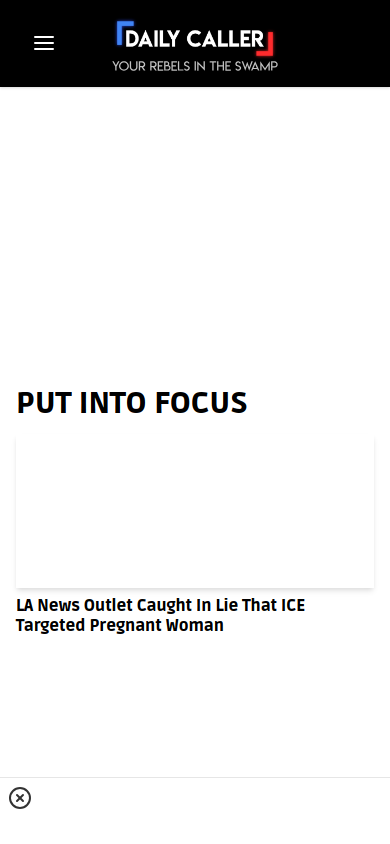 DAILY CALLER
YOUR REBELS IN THE SWAMP
PUT INTO FOCUS
LA News Outlet Caught In Lie That ICE
Targeted Pregnant Woman